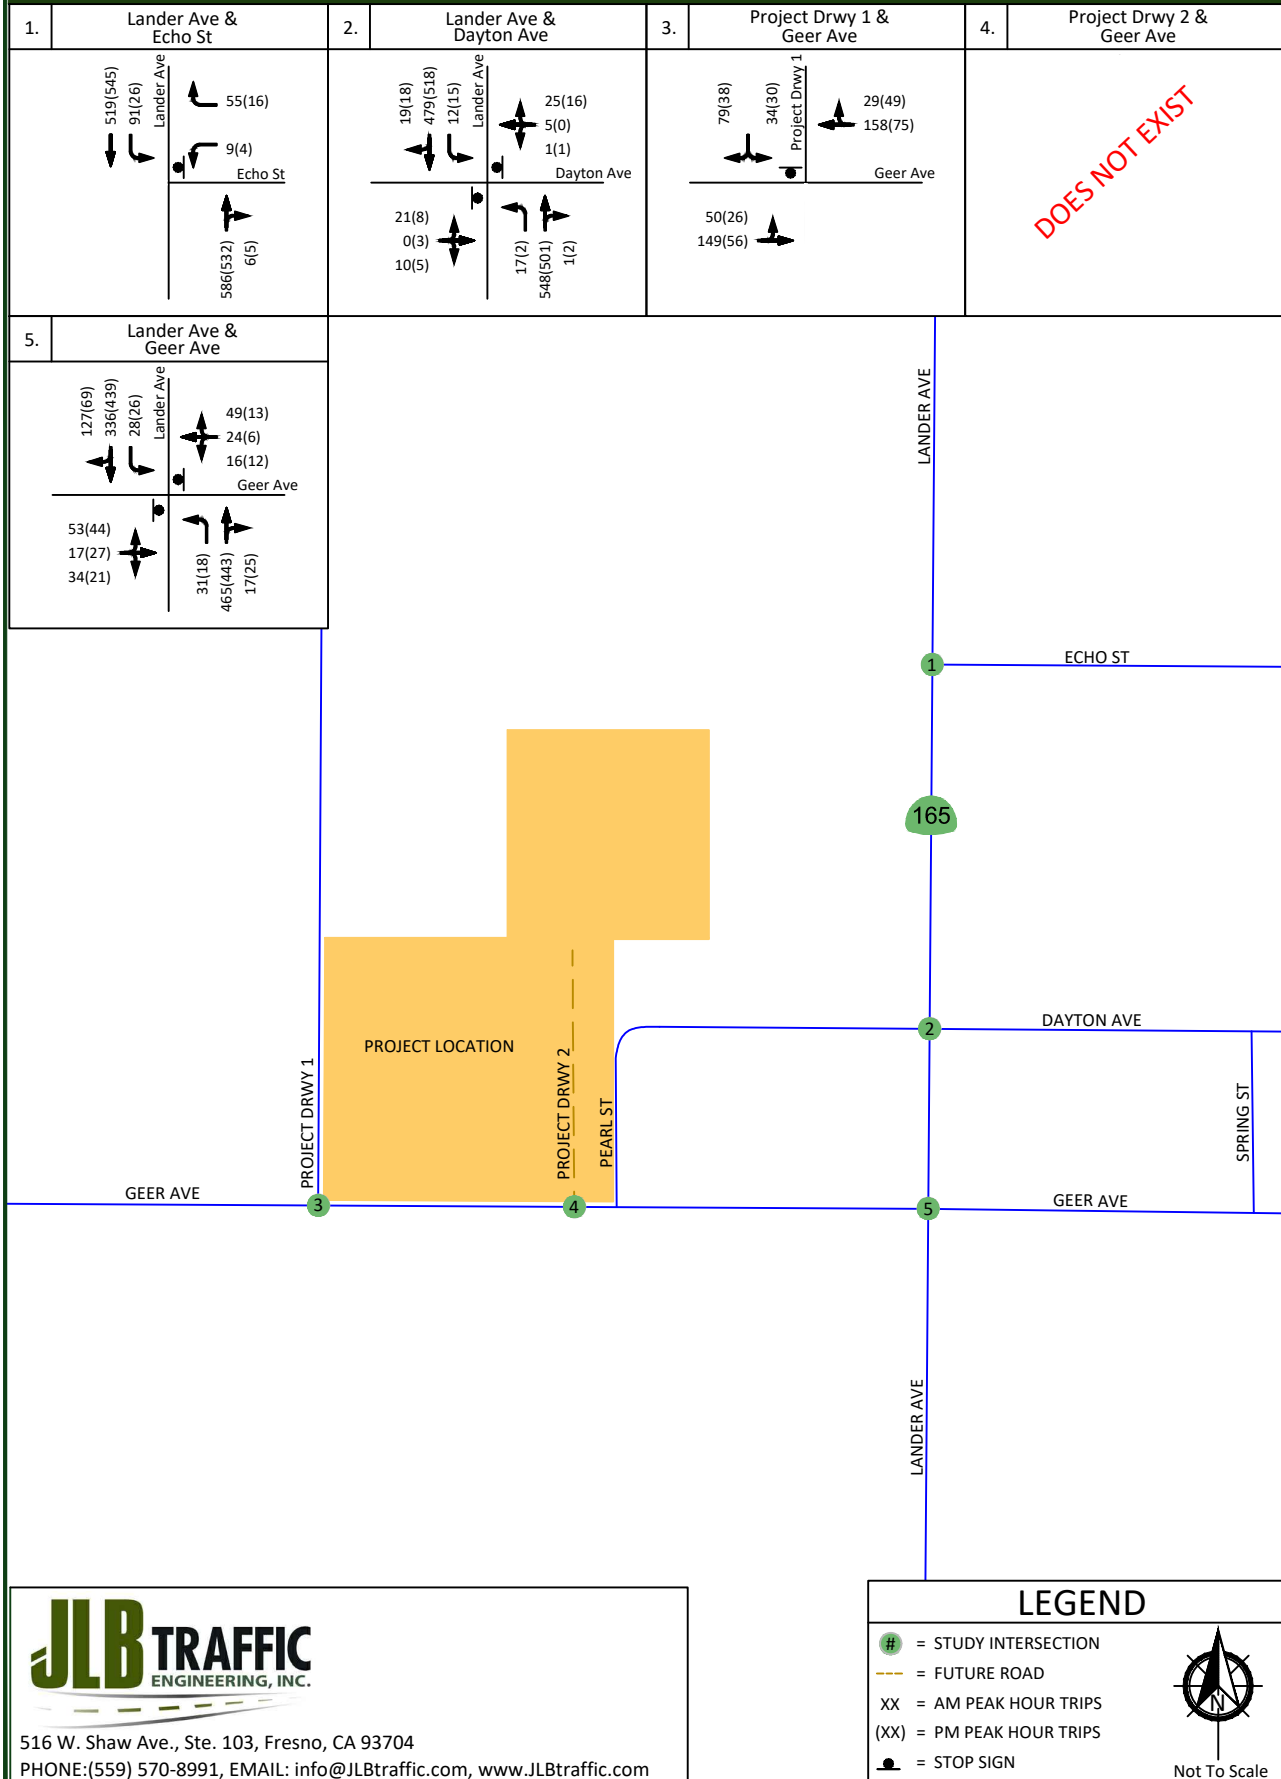 1.
Lander Ave &
Echo St
519(545)
91(26)
Lander Ave
55(16)
9(4)
Echo St
586(532)
6(5)
2.
Lander Ave &
Dayton Ave
19(18)
479(518)
12(15)
Lander Ave
25(16)
5(0)
1(1)
Dayton Ave
21(8)
0(3)
10(5)
17(2)
548(501)
1(2)
3.
Project Drwy 1 &
Geer Ave
79(38)
34(30)
Project Drwy 1
29(49)
158(75)
Geer Ave
50(26)
149(56)
4.
Project Drwy 2 &
Geer Ave
DOES NOT EXIST
5.
Lander Ave &
Geer Ave
127(69)
336(439)
28(26)
Lander Ave
49(13)
24(6)
16(12)
Geer Ave
53(44)
17(27)
34(21)
31(18)
465(443)
17(25)
LANDER AVE
1
ECHO ST
165
2
DAYTON AVE
PROJECT LOCATION
PROJECT DRWY 1
PROJECT DRWY 2
PEARL ST
SPRING ST
GEER AVE
3
4
5
GEER AVE
LANDER AVE
JLB TRAFFIC
ENGINEERING, INC.
516 W. Shaw Ave., Ste. 103, Fresno, CA 93704
PHONE:(559) 570-8991, EMAIL: info@JLBtraffic.com, www.JLBtraffic.com
LEGEND
# = STUDY INTERSECTION
= FUTURE ROAD
XX = AM PEAK HOUR TRIPS
(XX) = PM PEAK HOUR TRIPS
= STOP SIGN
N
Not To Scale